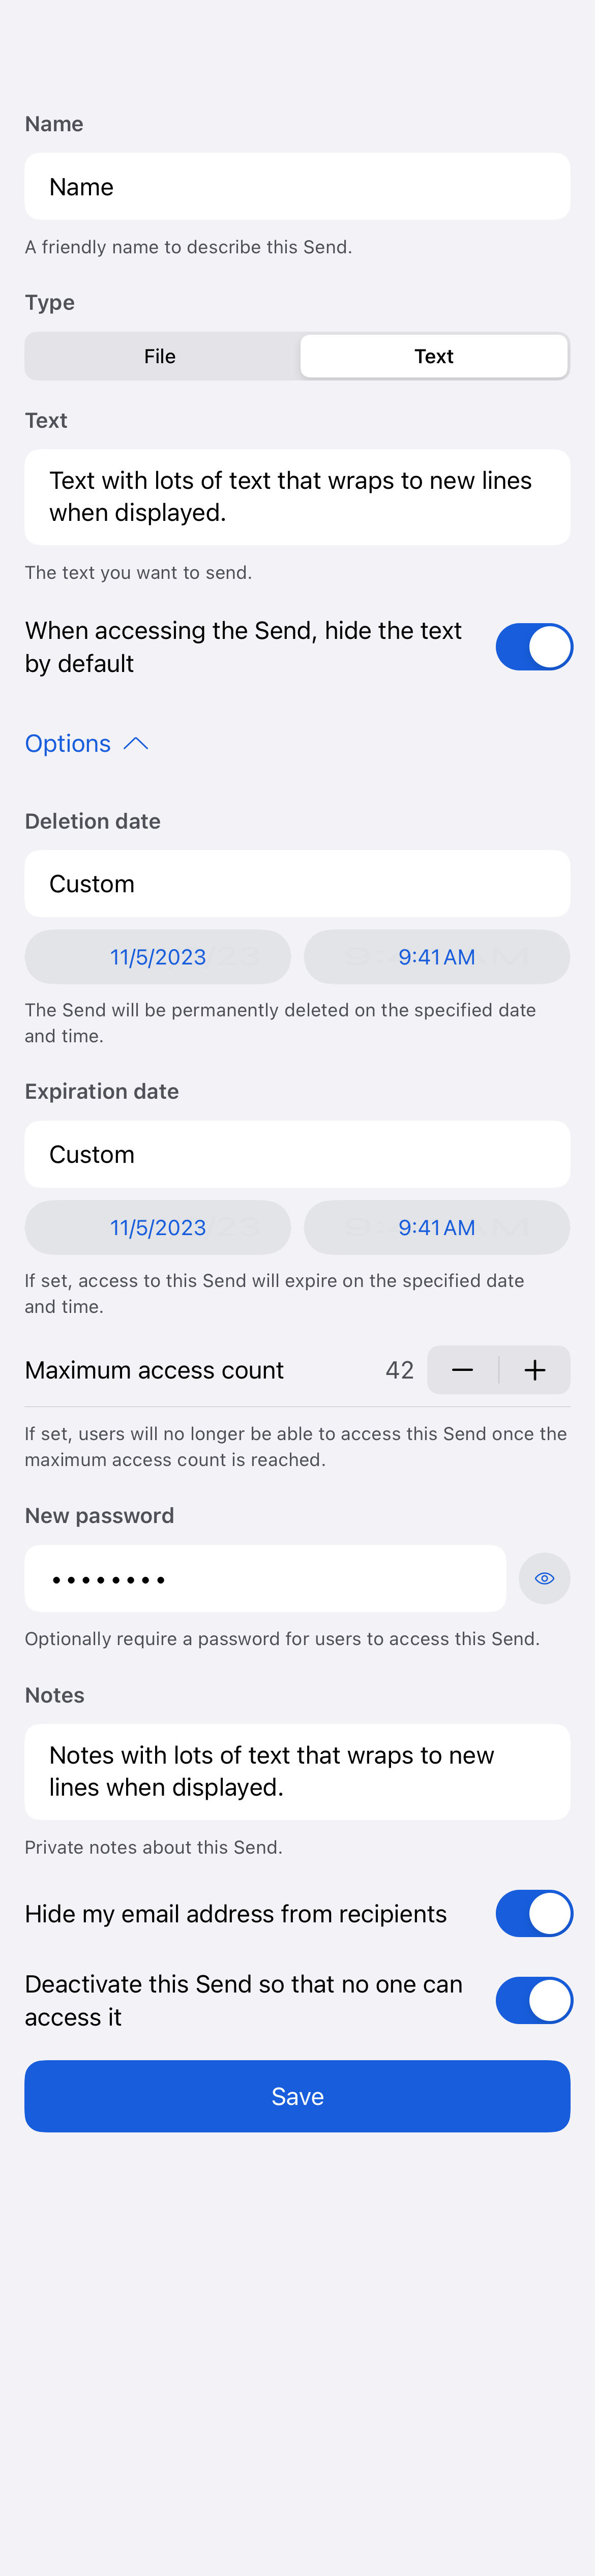 Name
Name
A friendly name to describe this Send.
Type
File Text
Text
Text with lots of text that wraps to new lines
when displayed.
The text you want to send.
When accessing the Send, hide the text
by default
Options
Deletion date
Custom
11/5/2023 9:41 AM
The Send will be permanently deleted on the specified date
and time.
Expiration date
Custom
11/5/2023 9:41 AM
If set, access to this Send will expire on the specified date
and time.
Maximum access count 42
If set, users will no longer be able to access this Send once the
maximum access count is reached.
New password
••••••••
Optionally require a password for users to access this Send.
Notes
Notes with lots of text that wraps to new
lines when displayed.
Private notes about this Send.
Hide my email address from recipients
Deactivate this Send so that no one can
access it
Save